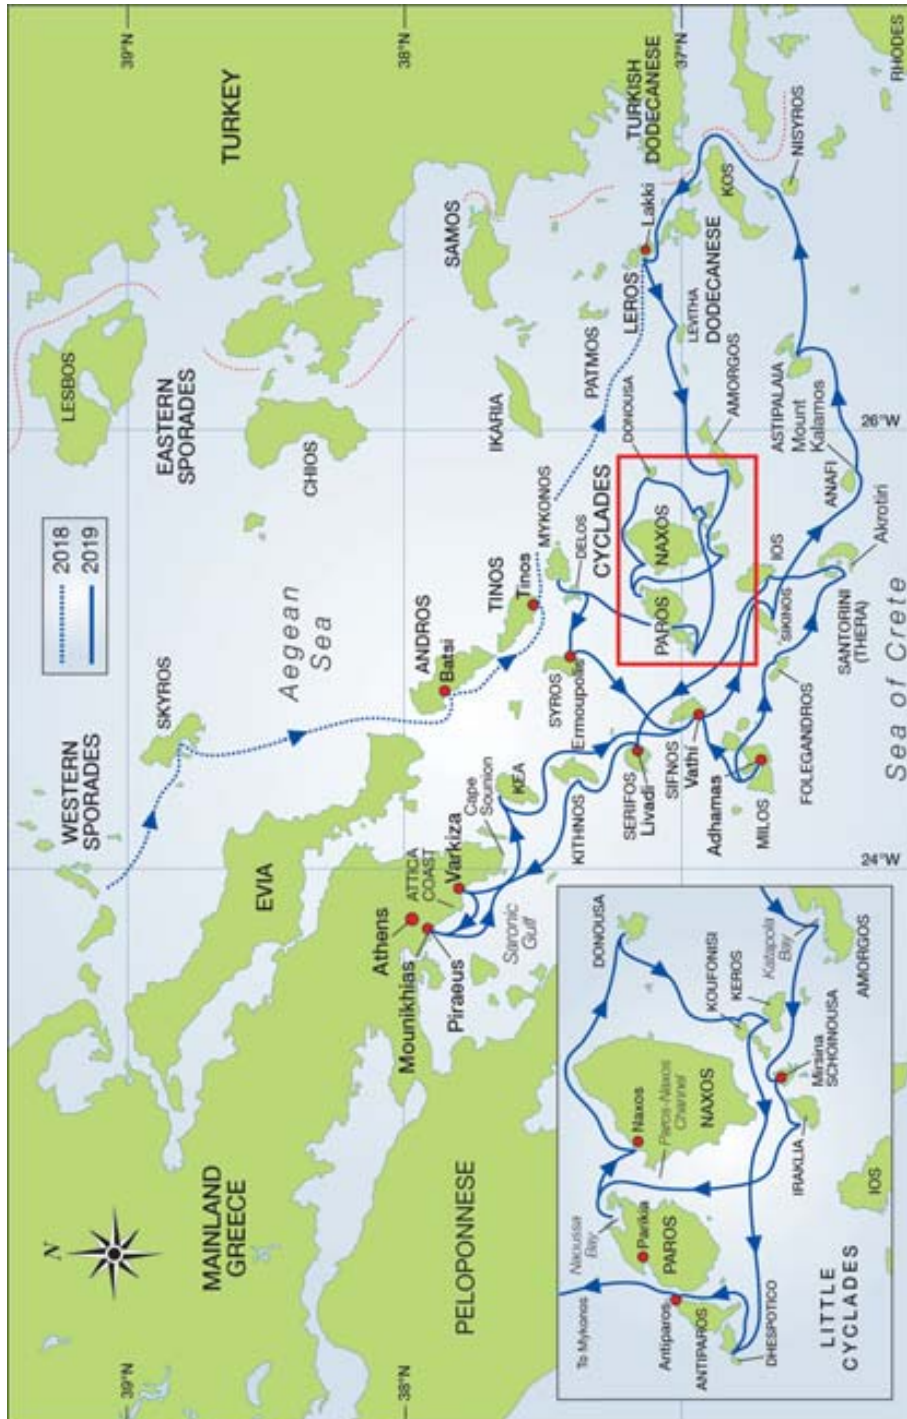 N
39°N
39°N
38°N
38°N
37°N
26°W
24°W
2018
2019
WESTERN
SPORADES
SKYROS
LESBOS
EASTERN
SPORADES
CHIOS
TURKEY
Aegean
Sea
MAINLAND
GREECE
EVIA
ANDROS
Batsi
TINOS
Tinos
SAMOS
IKARIA
MYKONOS
DELOS
Athens
ATTICA
COAST
Mounikhias
Piraeus
Varkiza
Cape
Sounion
Saronic
Gulf
KEA
PELOPONNESE
KITHNOS
SYROS
Ermoupolis
CYCLADES
PATMOS
LEROS
Lakki
TURKISH
DODECANESE
DONOUSA
LEVITHA
DODECANESE
SERIFOS
Livadi
SIFNOS
Vathi
PAROS
NAXOS
AMORGOS
KOS
Adhamas
MILOS
FOLEGANDROS
SIKINOS
IOS
ASTIPALAIA
Mount
Kalamos
ANAFI
NISYROS
SANTORINI
(THERA)
Akrotiri
RHODES
Sea of Crete
To Mykonos
Naoussa
Bay
Naxos
DONOUSA
Parikia
PAROS
Paros-Naxos
Channel
NAXOS
Antiparos
ANTIPAROS
KOUFONISI
KEROS
Katapola
Bay
DHESPOTICO
IRAKLIA
Mirsina
SCHOINOUSA
AMORGOS
IOS
LITTLE
CYCLADES